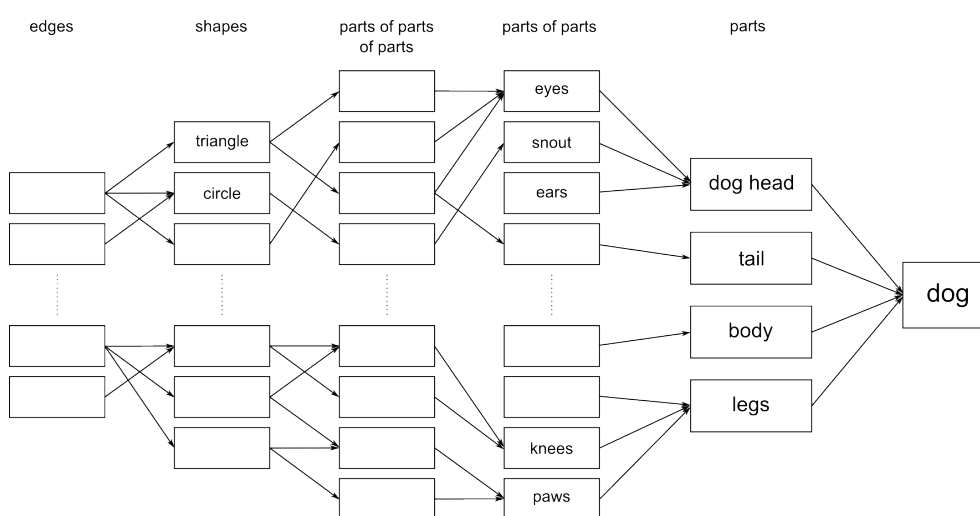 edges
shapes
parts of parts
of parts
parts of parts
parts
eyes
triangle
snout
circle
ears
dog head
tail
dog
body
legs
knees
paws